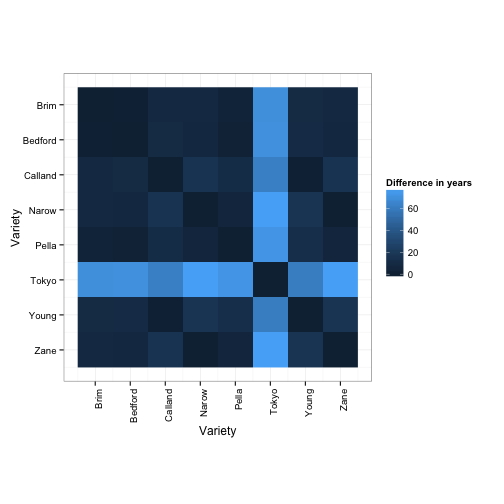 Brim
Bedford
Calland
Narow
Pella
Tokyo
Young
Zane
Variety
Brim
Bedford
Calland
Narow
Pella
Tokyo
Young
Zane
Variety
Difference in years
60
40
20
0